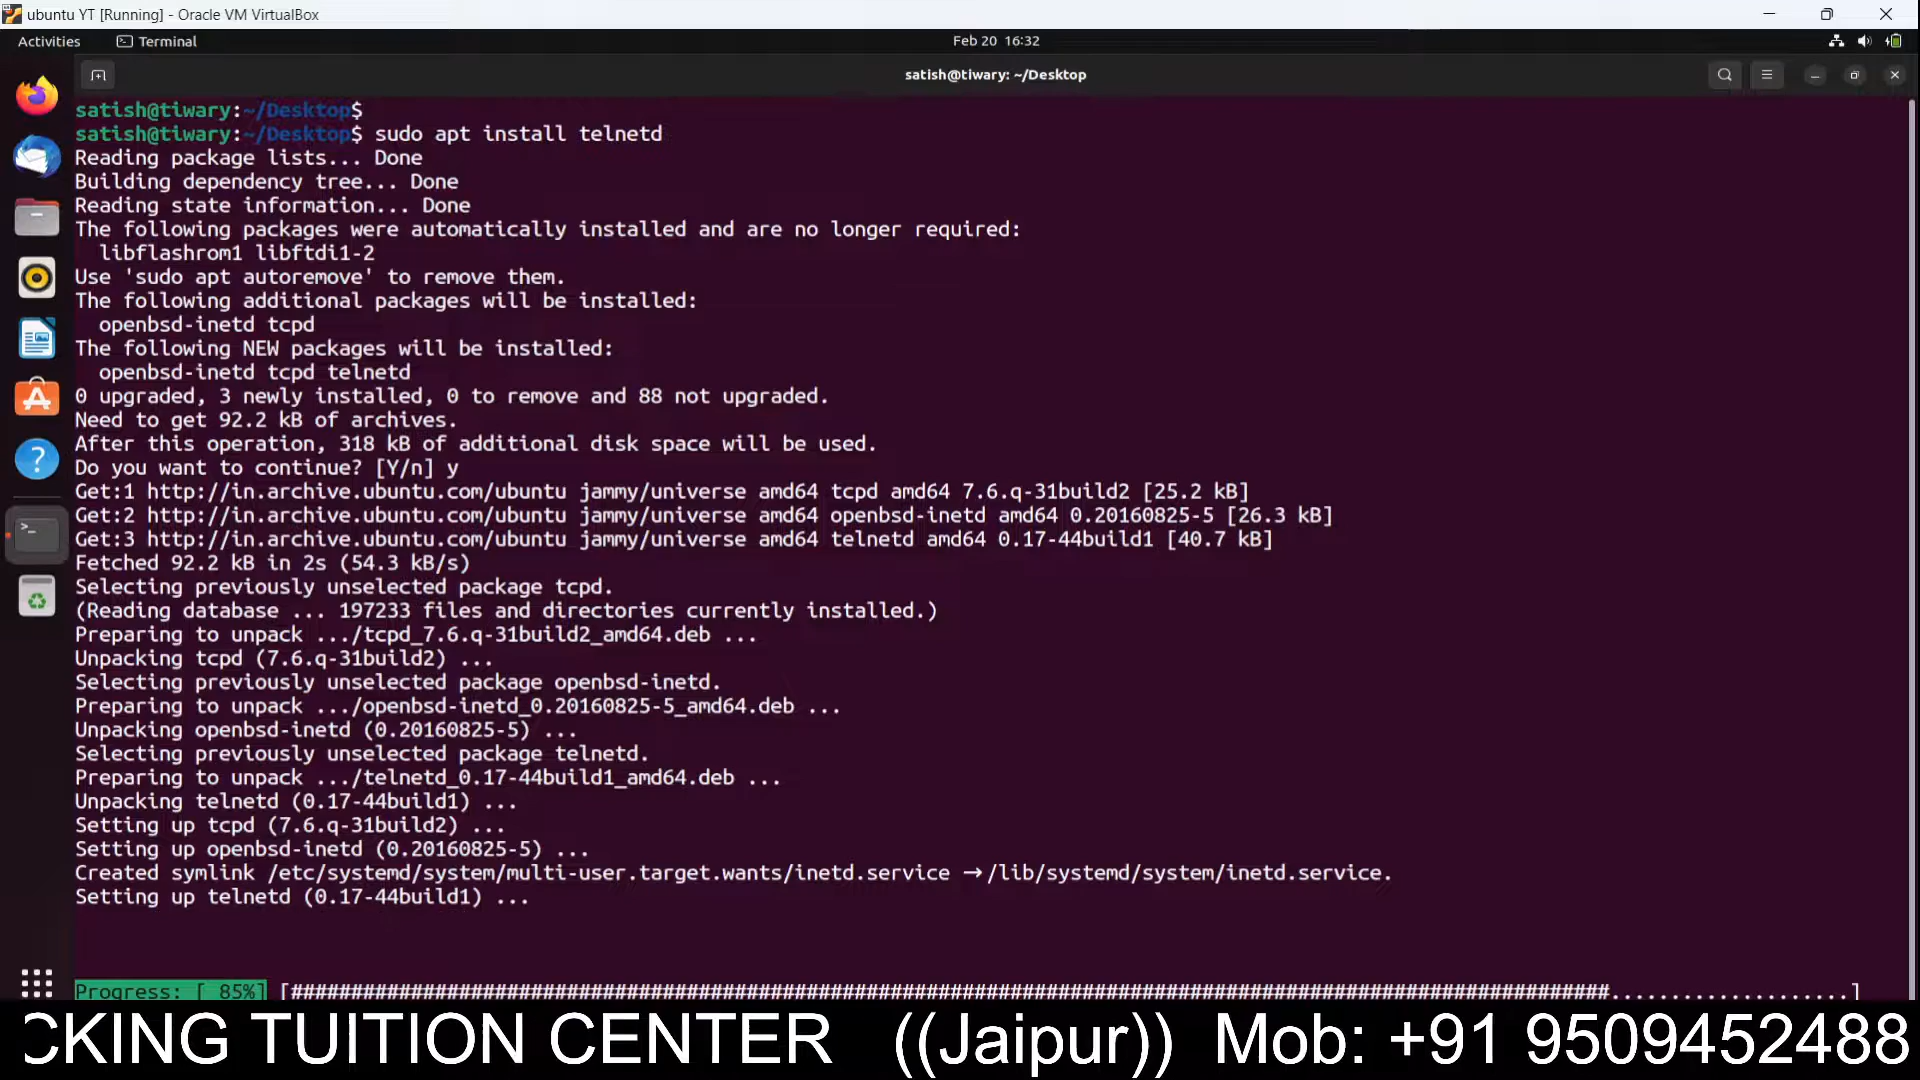 ubuntu YT [Running] - Oracle VM VirtualBox
Activities Terminal Feb 20 16:32
satish@tiwary: ~/Desktop
satish@tiwary:~/Desktop$
satish@tiwary:~/Desktop$ sudo apt install telnetd
Reading package lists... Done
Building dependency tree... Done
Reading state information... Done
The following packages were automatically installed and are no longer required:
  libflashrom1 libftdi1-2
Use 'sudo apt autoremove' to remove them.
The following additional packages will be installed:
  openbsd-inetd tcpd
The following NEW packages will be installed:
  openbsd-inetd tcpd telnetd
0 upgraded, 3 newly installed, 0 to remove and 88 not upgraded.
Need to get 92.2 kB of archives.
After this operation, 318 kB of additional disk space will be used.
Do you want to continue? [Y/n] y
Get:1 http://in.archive.ubuntu.com/ubuntu jammy/universe amd64 tcpd amd64 7.6.q-31build2 [25.2 kB]
Get:2 http://in.archive.ubuntu.com/ubuntu jammy/universe amd64 openbsd-inetd amd64 0.20160825-5 [26.3 kB]
Get:3 http://in.archive.ubuntu.com/ubuntu jammy/universe amd64 telnetd amd64 0.17-44build1 [40.7 kB]
Fetched 92.2 kB in 2s (54.3 kB/s)
Selecting previously unselected package tcpd.
(Reading database ... 197233 files and directories currently installed.)
Preparing to unpack .../tcpd_7.6.q-31build2_amd64.deb ...
Unpacking tcpd (7.6.q-31build2) ...
Selecting previously unselected package openbsd-inetd.
Preparing to unpack .../openbsd-inetd_0.20160825-5_amd64.deb ...
Unpacking openbsd-inetd (0.20160825-5) ...
Selecting previously unselected package telnetd.
Preparing to unpack .../telnetd_0.17-44build1_amd64.deb ...
Unpacking telnetd (0.17-44build1) ...
Setting up tcpd (7.6.q-31build2) ...
Setting up openbsd-inetd (0.20160825-5) ...
Created symlink /etc/systemd/system/multi-user.target.wants/inetd.service → /lib/systemd/system/inetd.service.
Setting up telnetd (0.17-44build1) ...
Progress: [ 85%] [##############################################################################################................]
CKING TUITION CENTER ((Jaipur)) Mob: +91 9509452488